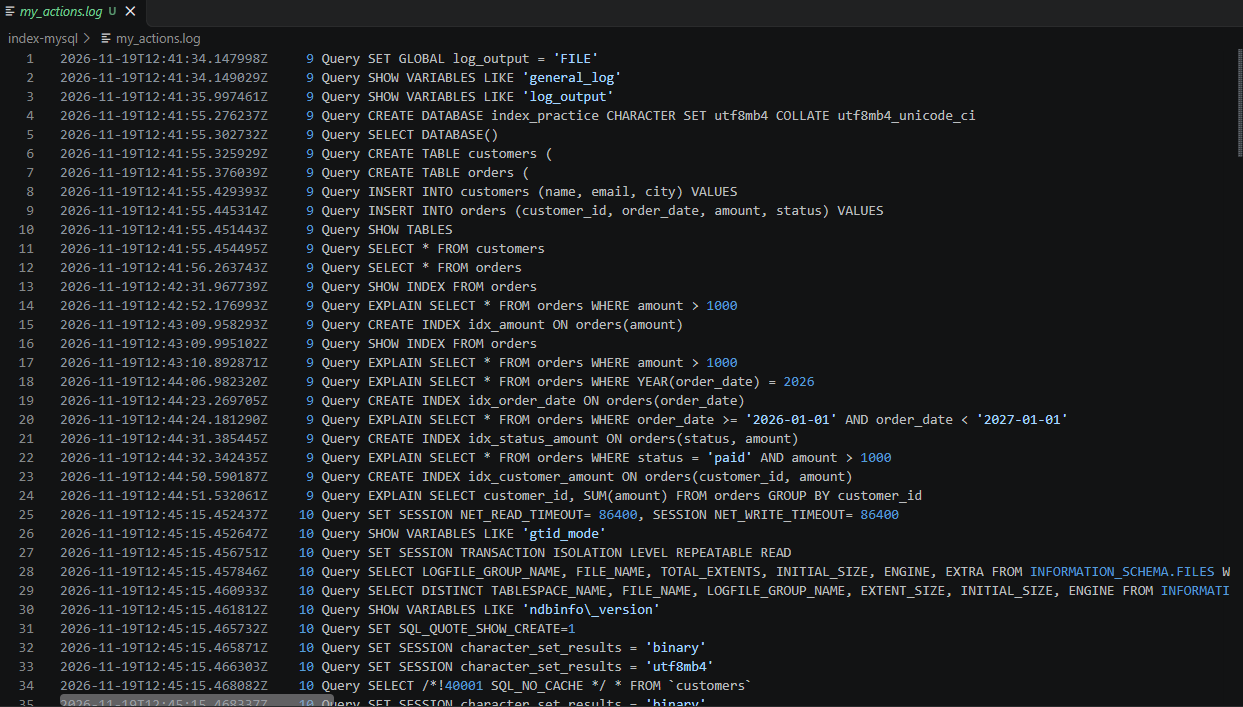 my_actions.log U
index-mysql > my_actions.log
1 2026-11-19T12:41:34.147998Z 9 Query SET GLOBAL log_output = 'FILE'
2 2026-11-19T12:41:34.149029Z 9 Query SHOW VARIABLES LIKE 'general_log'
3 2026-11-19T12:41:35.997461Z 9 Query SHOW VARIABLES LIKE 'log_output'
4 2026-11-19T12:41:55.276237Z 9 Query CREATE DATABASE index_practice CHARACTER SET utf8mb4 COLLATE utf8mb4_unicode_ci
5 2026-11-19T12:41:55.302732Z 9 Query SELECT DATABASE()
6 2026-11-19T12:41:55.325929Z 9 Query CREATE TABLE customers (
7 2026-11-19T12:41:55.376039Z 9 Query CREATE TABLE orders (
8 2026-11-19T12:41:55.429393Z 9 Query INSERT INTO customers (name, email, city) VALUES
9 2026-11-19T12:41:55.445314Z 9 Query INSERT INTO orders (customer_id, order_date, amount, status) VALUES
10 2026-11-19T12:41:55.451443Z 9 Query SHOW TABLES
11 2026-11-19T12:41:55.454495Z 9 Query SELECT * FROM customers
12 2026-11-19T12:41:56.263743Z 9 Query SELECT * FROM orders
13 2026-11-19T12:42:31.967739Z 9 Query SHOW INDEX FROM orders
14 2026-11-19T12:42:52.176993Z 9 Query EXPLAIN SELECT * FROM orders WHERE amount > 1000
15 2026-11-19T12:43:09.958293Z 9 Query CREATE INDEX idx_amount ON orders(amount)
16 2026-11-19T12:43:09.995102Z 9 Query SHOW INDEX FROM orders
17 2026-11-19T12:43:10.892871Z 9 Query EXPLAIN SELECT * FROM orders WHERE amount > 1000
18 2026-11-19T12:44:06.982320Z 9 Query EXPLAIN SELECT * FROM orders WHERE YEAR(order_date) = 2026
19 2026-11-19T12:44:23.269705Z 9 Query CREATE INDEX idx_order_date ON orders(order_date)
20 2026-11-19T12:44:24.181290Z 9 Query EXPLAIN SELECT * FROM orders WHERE order_date >= '2026-01-01' AND order_date < '2027-01-01'
21 2026-11-19T12:44:31.385445Z 9 Query CREATE INDEX idx_status_amount ON orders(status, amount)
22 2026-11-19T12:44:32.342435Z 9 Query EXPLAIN SELECT * FROM orders WHERE status = 'paid' AND amount > 1000
23 2026-11-19T12:44:50.590187Z 9 Query CREATE INDEX idx_customer_amount ON orders(customer_id, amount)
24 2026-11-19T12:44:51.532061Z 9 Query EXPLAIN SELECT customer_id, SUM(amount) FROM orders GROUP BY customer_id
25 2026-11-19T12:45:15.452437Z 10 Query SET SESSION NET_READ_TIMEOUT= 86400, SESSION NET_WRITE_TIMEOUT= 86400
26 2026-11-19T12:45:15.452647Z 10 Query SHOW VARIABLES LIKE 'gtid_mode'
27 2026-11-19T12:45:15.456751Z 10 Query SET SESSION TRANSACTION ISOLATION LEVEL REPEATABLE READ
28 2026-11-19T12:45:15.457846Z 10 Query SELECT LOGFILE_GROUP_NAME, FILE_NAME, TOTAL_EXTENTS, INITIAL_SIZE, ENGINE, EXTRA FROM INFORMATION_SCHEMA.FILES W
29 2026-11-19T12:45:15.460933Z 10 Query SELECT DISTINCT TABLESPACE_NAME, FILE_NAME, LOGFILE_GROUP_NAME, EXTENT_SIZE, INITIAL_SIZE, ENGINE FROM INFORMATI
30 2026-11-19T12:45:15.461812Z 10 Query SHOW VARIABLES LIKE 'ndbinfo\_version'
31 2026-11-19T12:45:15.465732Z 10 Query SET SQL_QUOTE_SHOW_CREATE=1
32 2026-11-19T12:45:15.465871Z 10 Query SET SESSION character_set_results = 'binary'
33 2026-11-19T12:45:15.466303Z 10 Query SET SESSION character_set_results = 'utf8mb4'
34 2026-11-19T12:45:15.468082Z 10 Query SELECT /*!40001 SQL_NO_CACHE */ * FROM `customers`
35 2026-11-19T12:45:15.468337Z 10 Query SET SESSION character_set_results = 'binary'